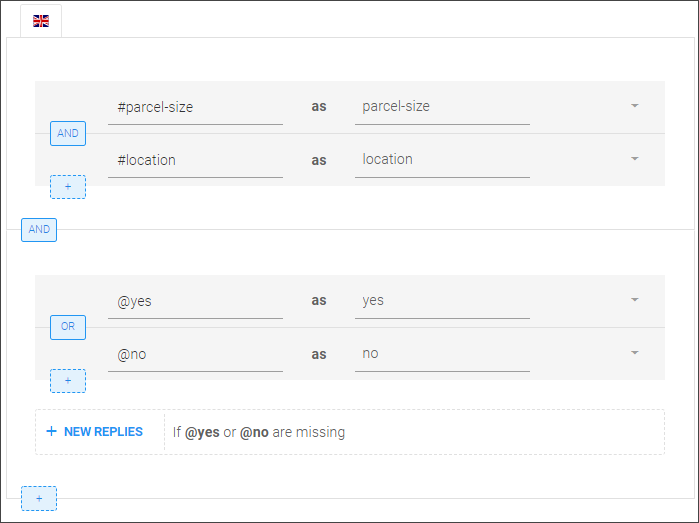 #parcel-size as parcel-size
AND
#location as location
+
AND
@yes as yes
OR
@no as no
+
+ NEW REPLIES If @yes or @no are missing
+